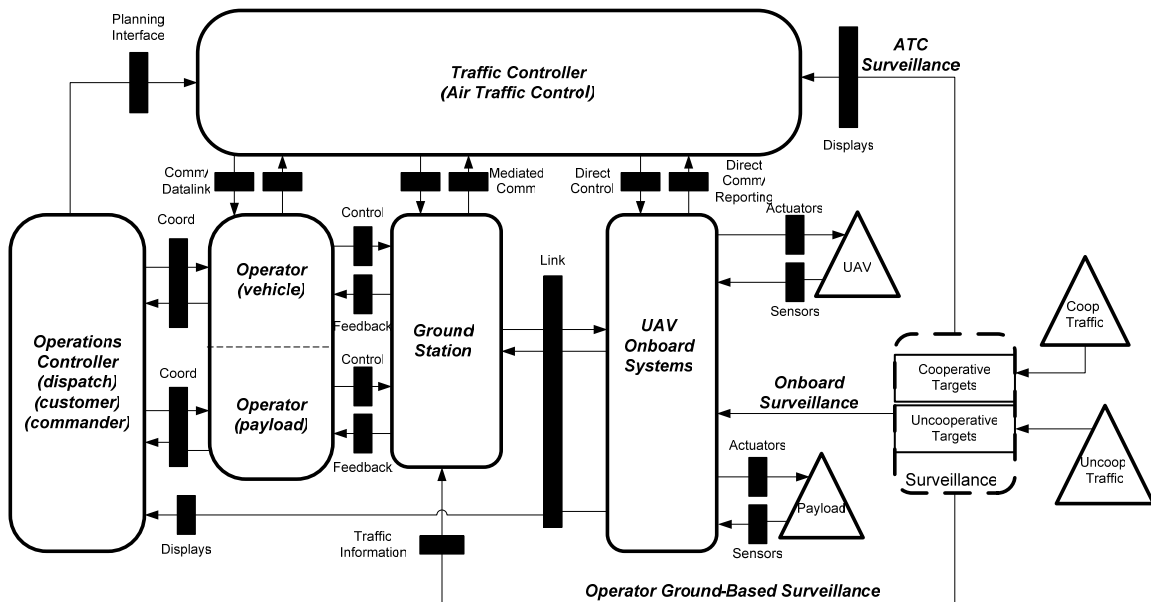 Planning
Interface
Traffic Controller
(Air Traffic Control)
ATC
Surveillance
Displays
Comm/
Datalink
Mediated
Comm
Direct
Control
Direct
Comm/
Reporting
Coord
Control
Feedback
Operator
(vehicle)
Ground
Station
Link
UAV
Onboard
Systems
Actuators
UAV
Sensors
Coop
Traffic
Operations
Controller
(dispatch)
(customer)
(commander)
Coord
Control
Feedback
Operator
(payload)
Onboard
Surveillance
Cooperative
Targets
Uncooperative
Targets
Surveillance
Uncoop
Traffic
Actuators
Payload
Sensors
Displays
Traffic
Information
Operator Ground-Based Surveillance